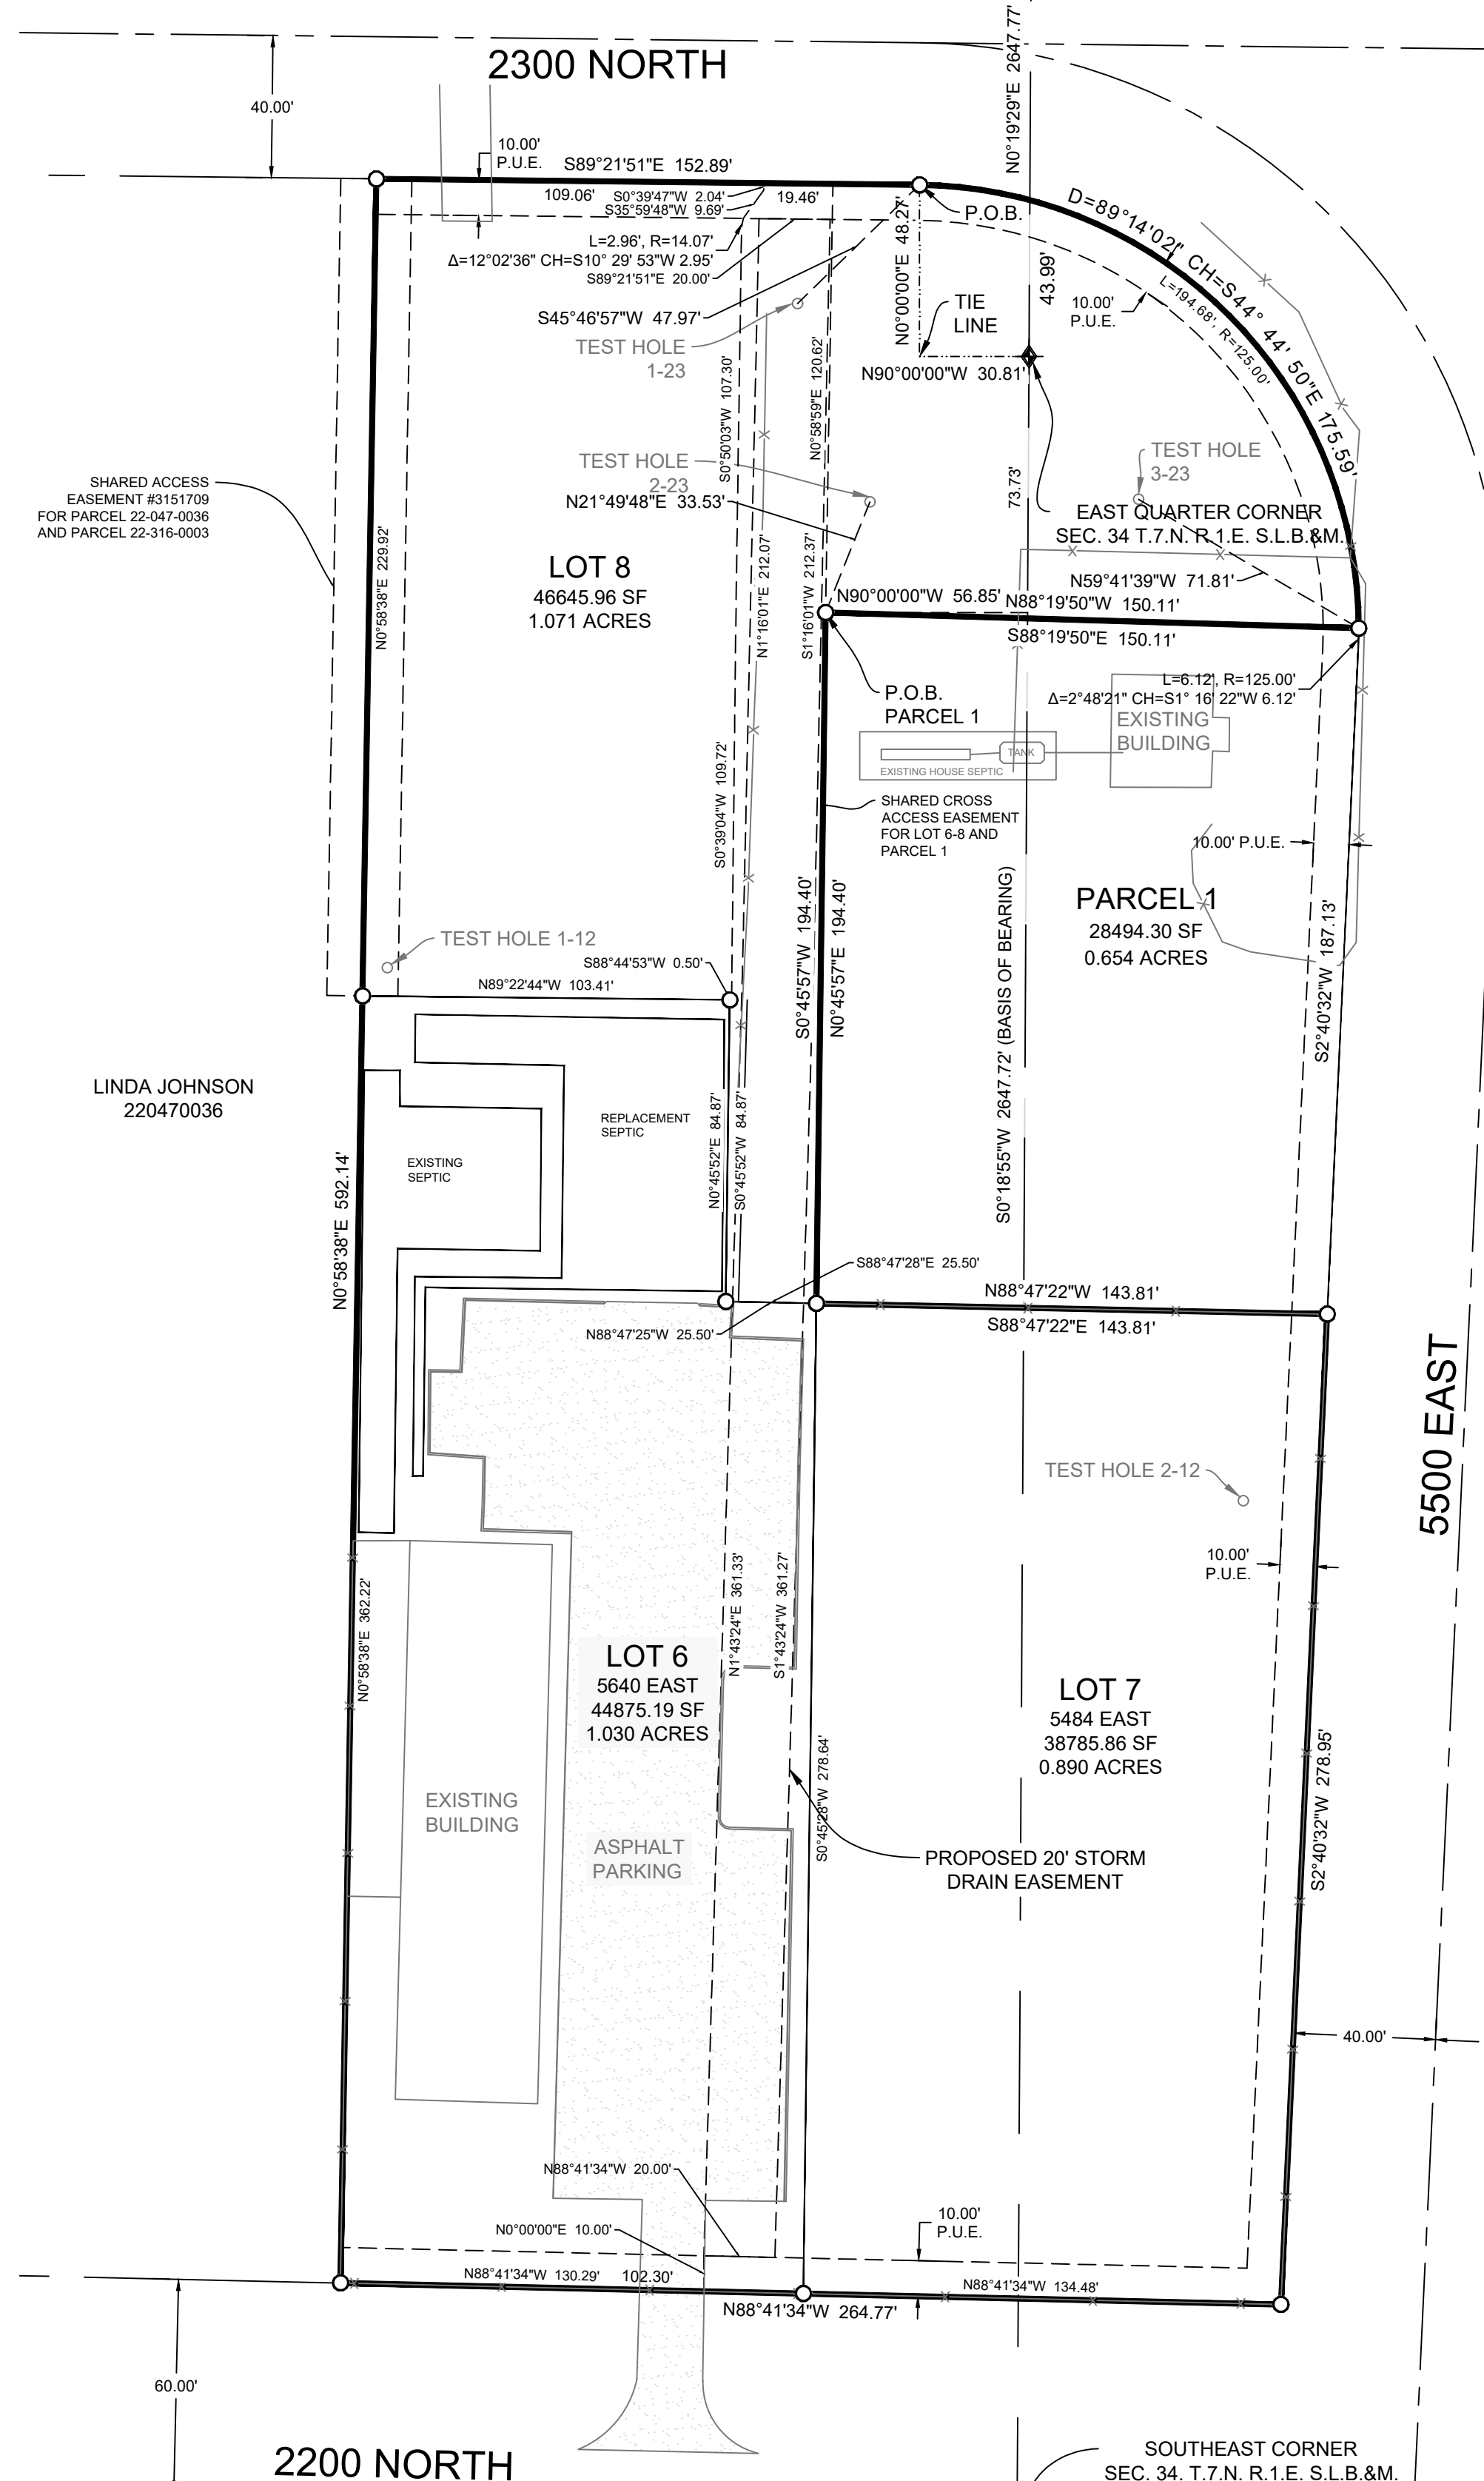 2300 NORTH
40.00'
N0°19'29"E 2647.77'
10.00'
P.U.E.
S89°21'51"E 152.89'
109.06'
S0°39'47"W 2.04'
19.46'
S35°59'48"W 9.69'
P.O.B.
D=89°14'02" CH=S44° 44' 50"E 175.59'
L=194.68', R=125.00'
L=2.96', R=14.07'
Δ=12°02'36" CH=S10° 29' 53"W 2.95'
S89°21'51"E 20.00'
N0°00'00"E 48.27'
43.99'
S45°46'57"W 47.97'
TIE
LINE
10.00'
P.U.E.
TEST HOLE
1-23
N90°00'00"W 30.81'
S0°50'03"W 107.30'
N0°58'59"E 120.62'
TEST HOLE
2-23
TEST HOLE
3-23
73.73'
N21°49'48"E 33.53'
EAST QUARTER CORNER
SEC. 34 T.7.N. R.1.E. S.L.B.&M.
SHARED ACCESS
EASEMENT #3151709
FOR PARCEL 22-047-0036
AND PARCEL 22-316-0003
N0°58'38"E 229.92'
LOT 8
46645.96 SF
1.071 ACRES
N1°16'01"E 212.07'
S1°16'01"W 212.37'
N59°41'39"W 71.81'
N90°00'00"W 56.85'
N88°19'50"W 150.11'
S88°19'50"E 150.11'
L=6.12', R=125.00'
Δ=2°48'21" CH=S1° 16' 22"W 6.12'
P.O.B.
PARCEL 1
EXISTING
BUILDING
TANK
EXISTING HOUSE SEPTIC
S0°39'04"W 109.72'
SHARED CROSS
ACCESS EASEMENT
FOR LOT 6-8 AND
PARCEL 1
10.00' P.U.E.
PARCEL 1
28494.30 SF
0.654 ACRES
S0°45'57"W 194.40'
N0°45'57"E 194.40'
S0°18'55"W 2647.72' (BASIS OF BEARING)
S2°40'32"W 187.13'
TEST HOLE 1-12
S88°44'53"W 0.50'
N89°22'44"W 103.41'
LINDA JOHNSON
220470036
REPLACEMENT
SEPTIC
EXISTING
SEPTIC
N0°45'52"E 84.87'
S0°45'52"W 84.87'
N0°58'38"E 592.14'
S88°47'28"E 25.50'
N88°47'22"W 143.81'
S88°47'22"E 143.81'
N88°47'25"W 25.50'
5500 EAST
TEST HOLE 2-12
10.00'
P.U.E.
N0°58'38"E 362.22'
N1°43'24"E 361.33'
S1°43'24"W 361.27'
LOT 6
5640 EAST
44875.19 SF
1.030 ACRES
LOT 7
5484 EAST
38785.86 SF
0.890 ACRES
S0°45'28"W 278.64'
S2°40'32"W 278.95'
EXISTING
BUILDING
ASPHALT
PARKING
PROPOSED 20' STORM
DRAIN EASEMENT
40.00'
N88°41'34"W 20.00'
N0°00'00"E 10.00'
10.00'
P.U.E.
N88°41'34"W 130.29'
102.30'
N88°41'34"W 134.48'
N88°41'34"W 264.77'
60.00'
2200 NORTH
SOUTHEAST CORNER
SEC. 34, T.7.N. R.1.E. S.L.B.&M.